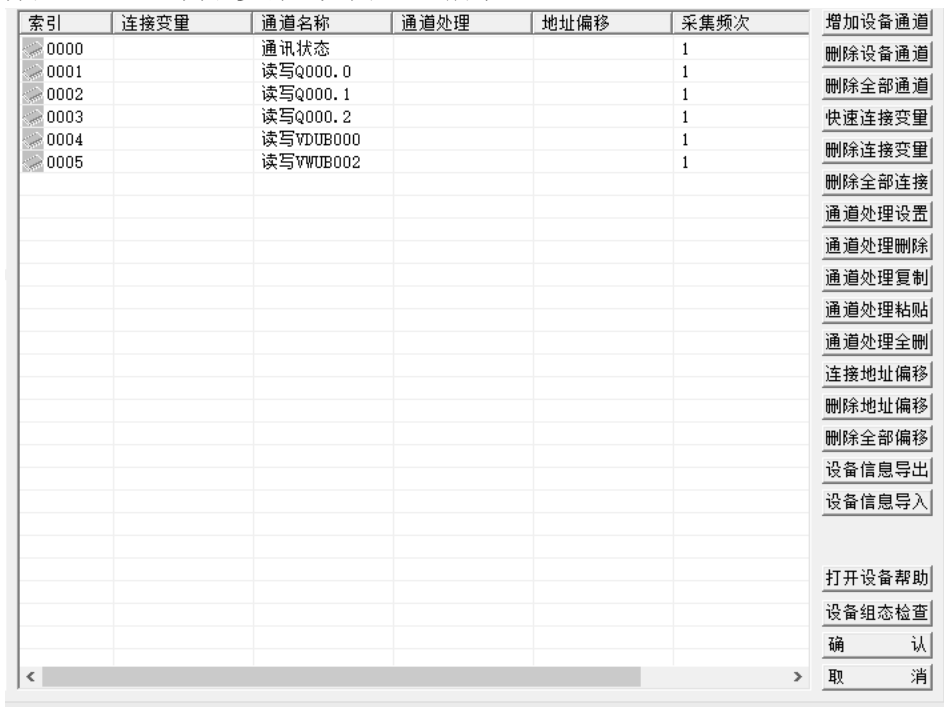 索引 连接变量 通道名称 通道处理 地址偏移 采集频次
0000 通讯状态 1
0001 读写Q000.0 1
0002 读写Q000.1 1
0003 读写Q000.2 1
0004 读写VDUB000 1
0005 读写VWUB002 1
增加设备通道
删除设备通道
删除全部通道
快速连接变量
删除连接变量
删除全部连接
通道处理设置
通道处理删除
通道处理复制
通道处理粘贴
通道处理全删
连接地址偏移
删除地址偏移
删除全部偏移
设备信息导出
设备信息导入
打开设备帮助
设备组态检查
确 认
取 消